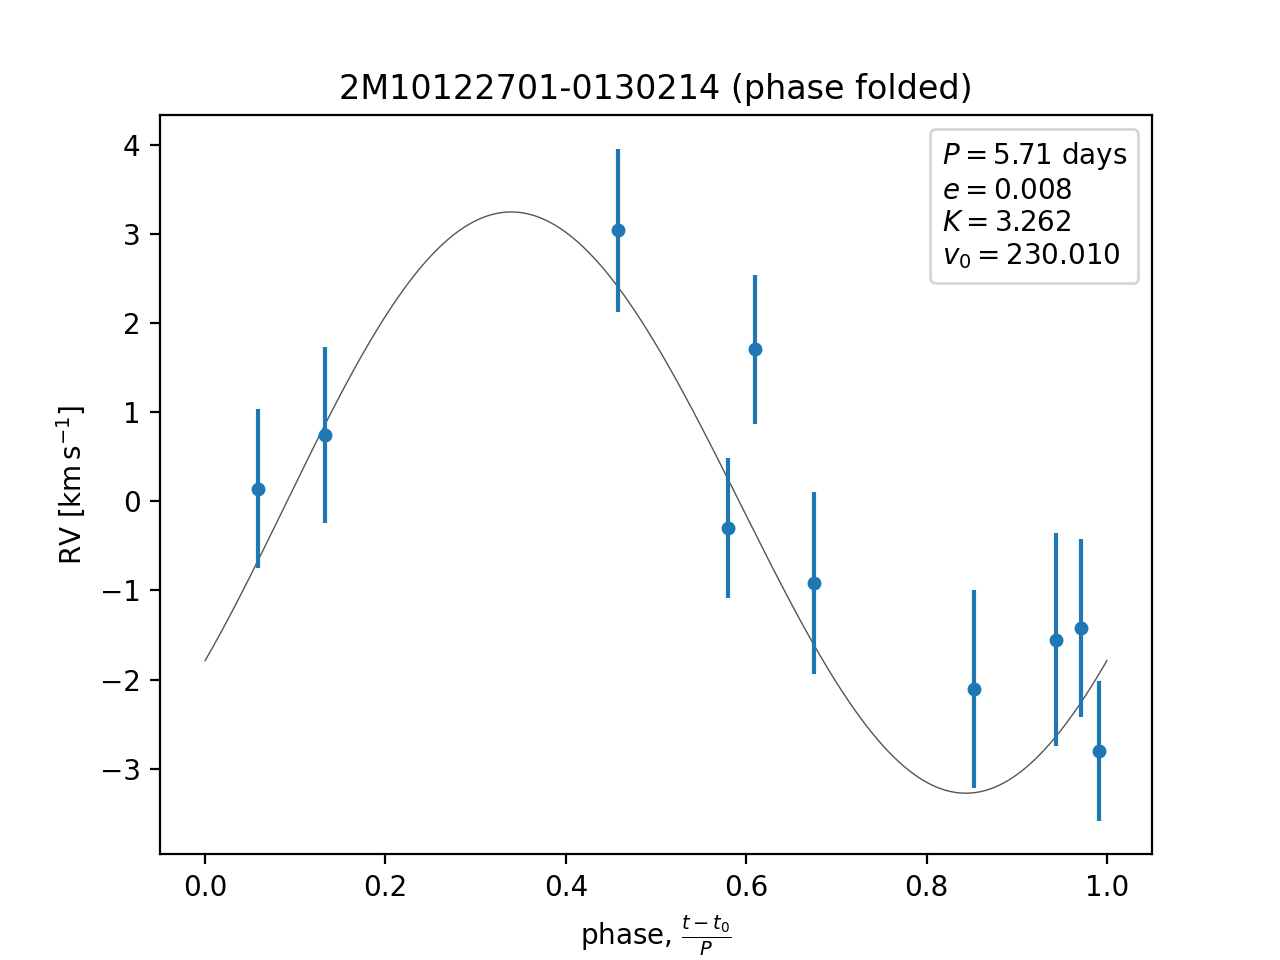 2M10122701-0130214 (phase folded)
P = 5.71 days
e = 0.008
K = 3.262
v₀ = 230.010
4
3
2
1
0
−1
−2
−3
RV [km s⁻¹]
0.0 0.2 0.4 0.6 0.8 1.0
phase, (t − t₀)/P